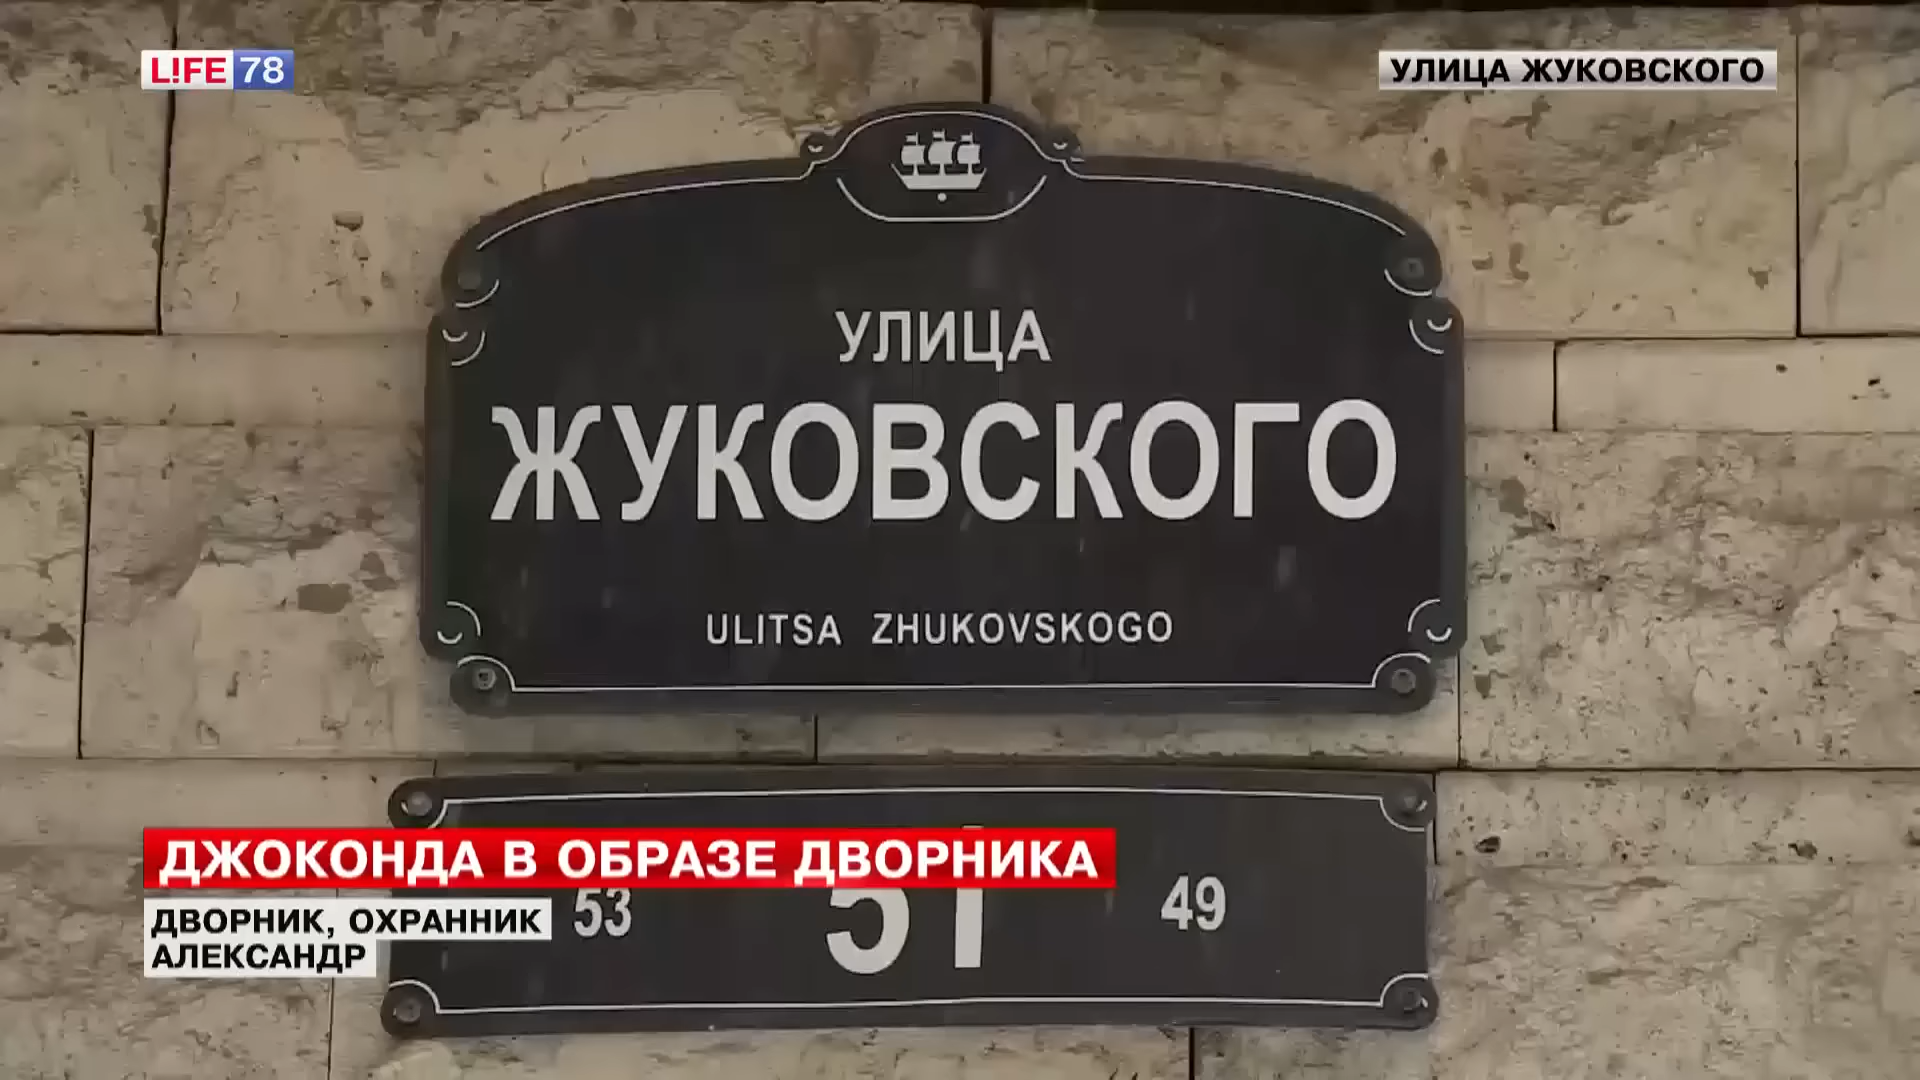 L!FE 78
УЛИЦА ЖУКОВСКОГО
УЛИЦА
ЖУКОВСКОГО
ULITSA ZHUKOVSKOGO
ДЖОКОНДА В ОБРАЗЕ ДВОРНИКА
53 51 49
ДВОРНИК, ОХРАННИК
АЛЕКСАНДР